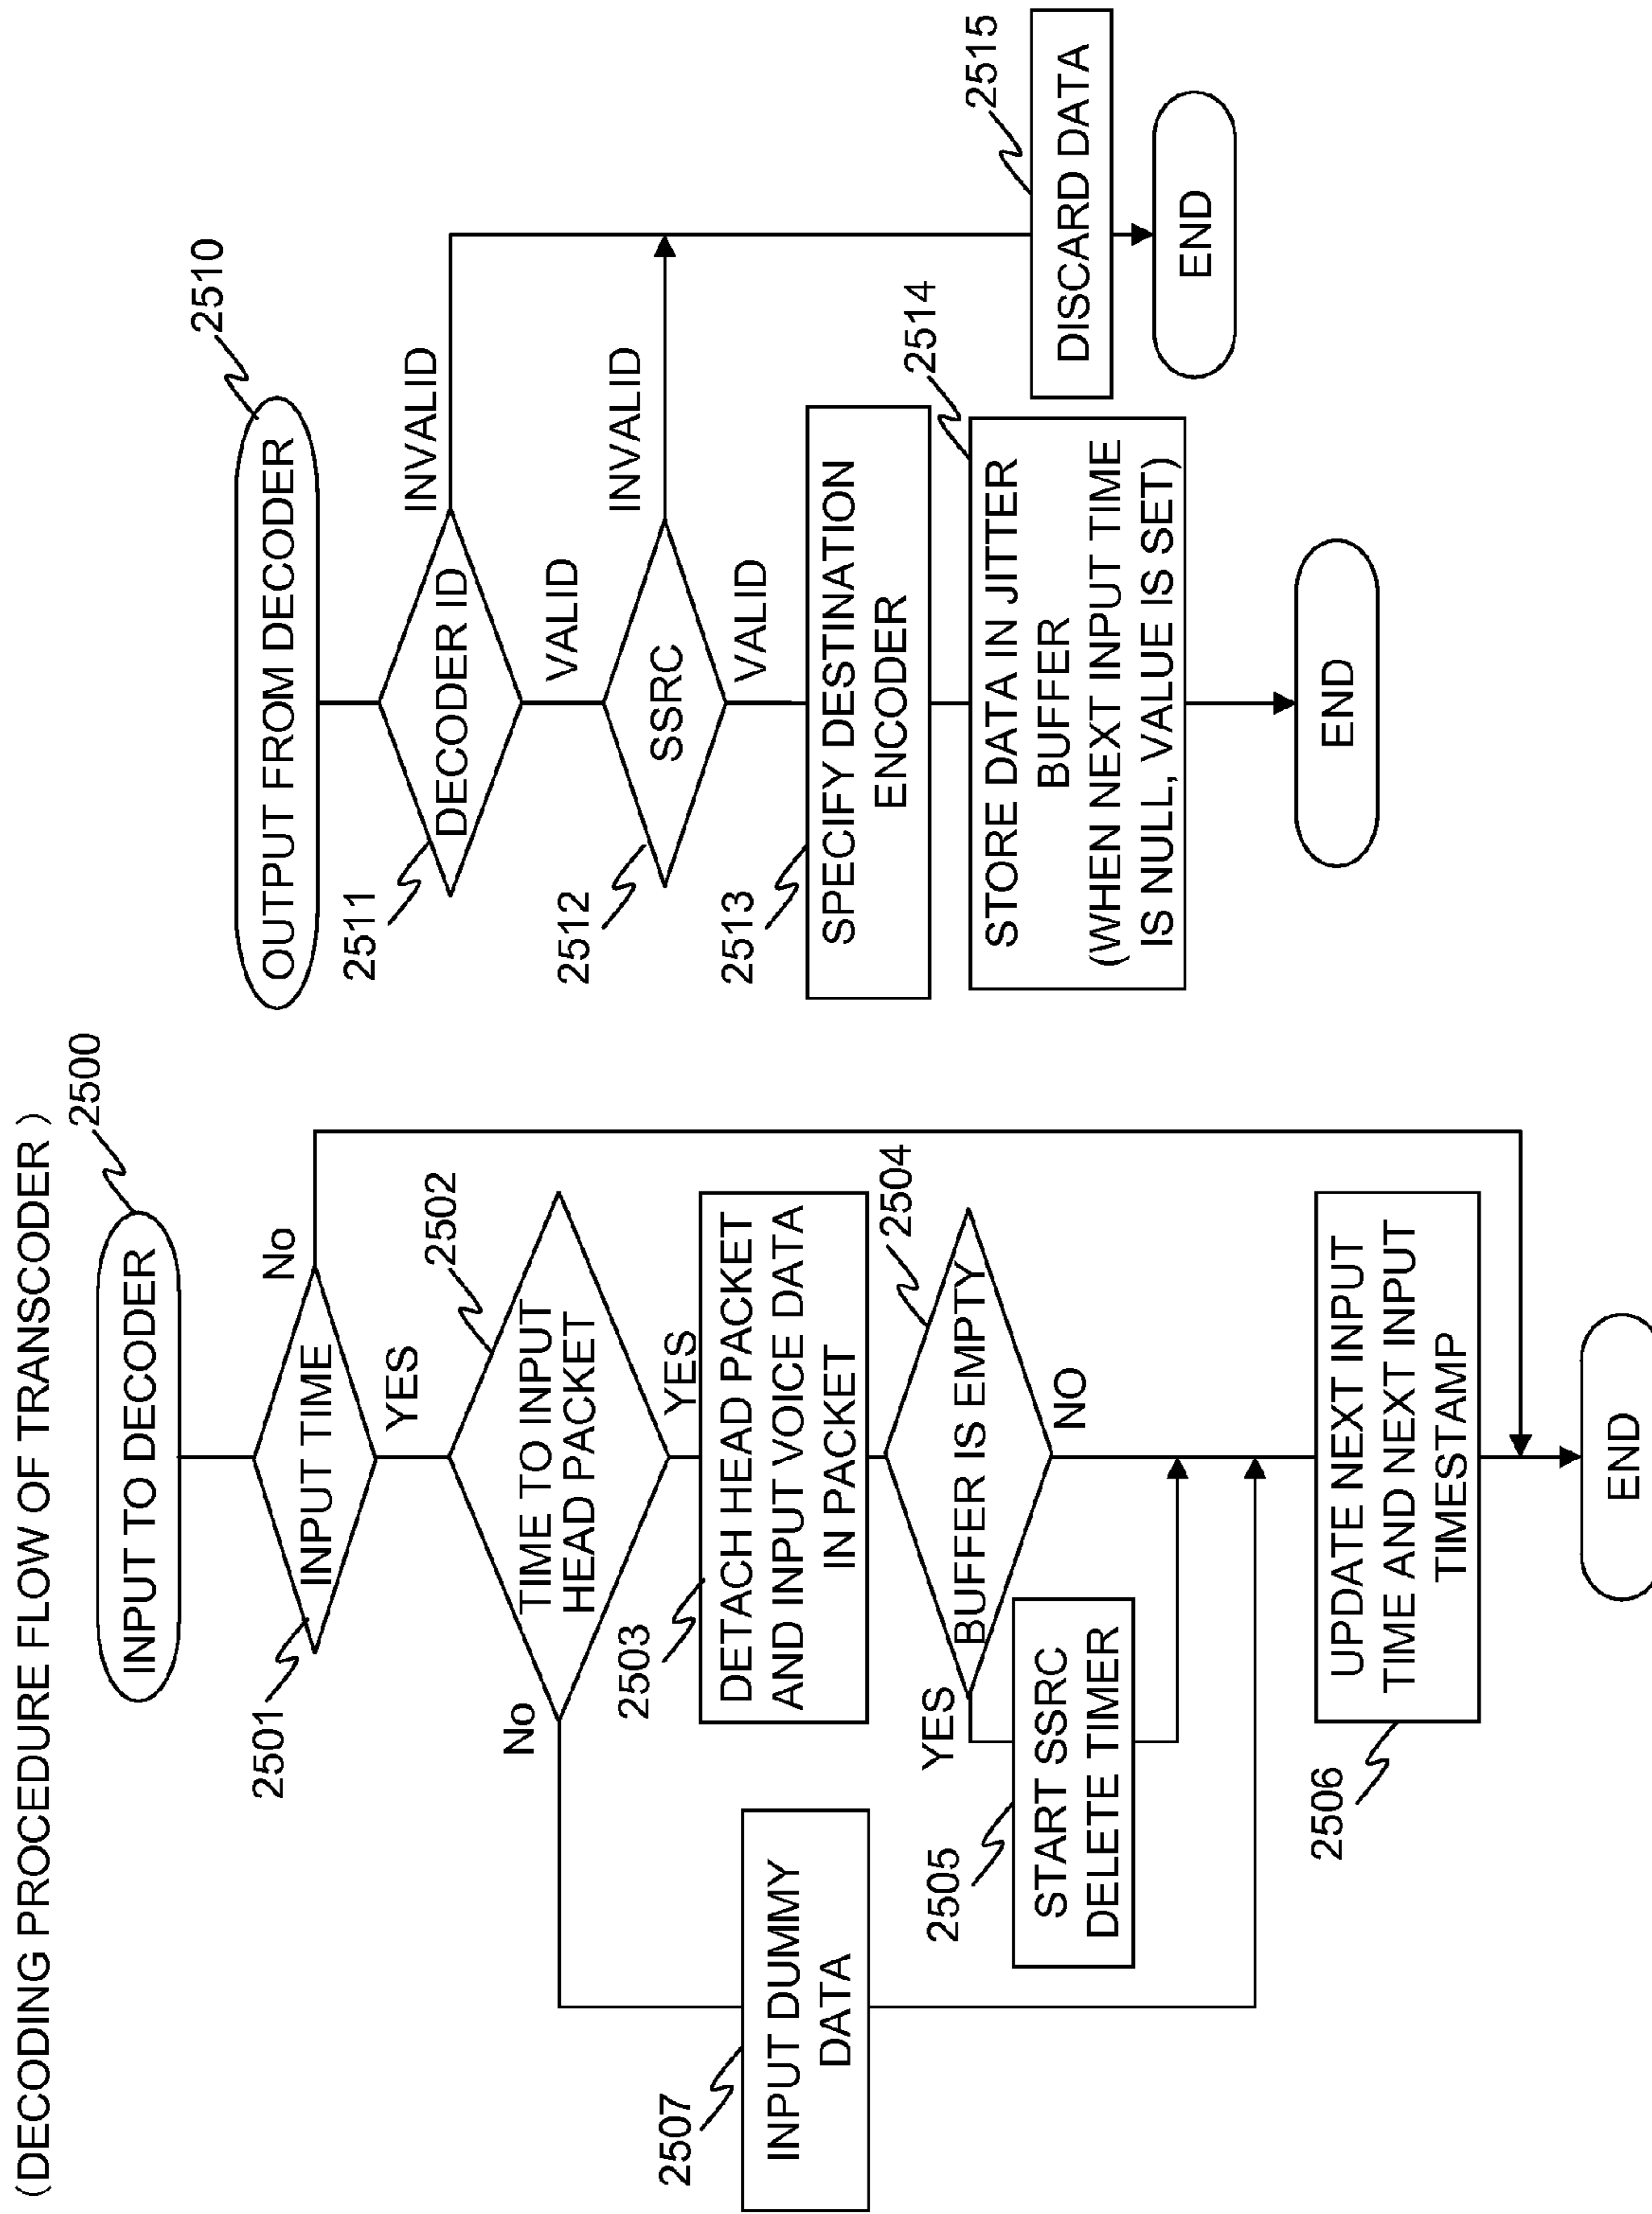 (DECODING PROCEDURE FLOW OF TRANSCODER)
2500
INPUT TO DECODER
2501
INPUT TIME
No
YES
2502
TIME TO INPUT
HEAD PACKET
No
YES
2503
DETACH HEAD PACKET
AND INPUT VOICE DATA
IN PACKET
2507
INPUT DUMMY
DATA
2504
BUFFER IS EMPTY
YES
NO
2505
START SSRC
DELETE TIMER
2506
UPDATE NEXT INPUT
TIME AND NEXT INPUT
TIMESTAMP
END
2510
OUTPUT FROM DECODER
2511
DECODER ID
INVALID
VALID
2512
SSRC
INVALID
VALID
2513
SPECIFY DESTINATION
ENCODER
2514
STORE DATA IN JITTER
BUFFER
(WHEN NEXT INPUT TIME
IS NULL, VALUE IS SET)
END
2515
DISCARD DATA
END